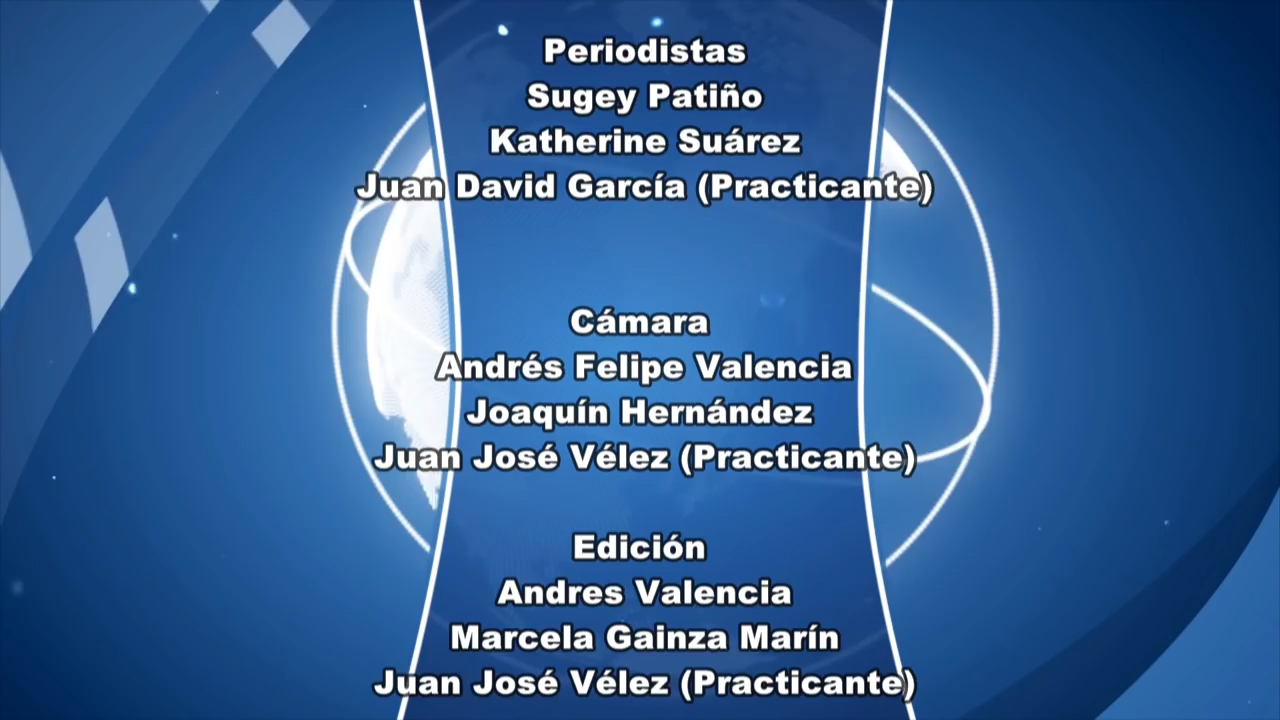 Periodistas
Sugey Patiño
Katherine Suárez
Juan David García (Practicante)
Cámara
Andrés Felipe Valencia
Joaquín Hernández
Juan José Vélez (Practicante)
Edición
Andres Valencia
Marcela Gainza Marín
Juan José Vélez (Practicante)